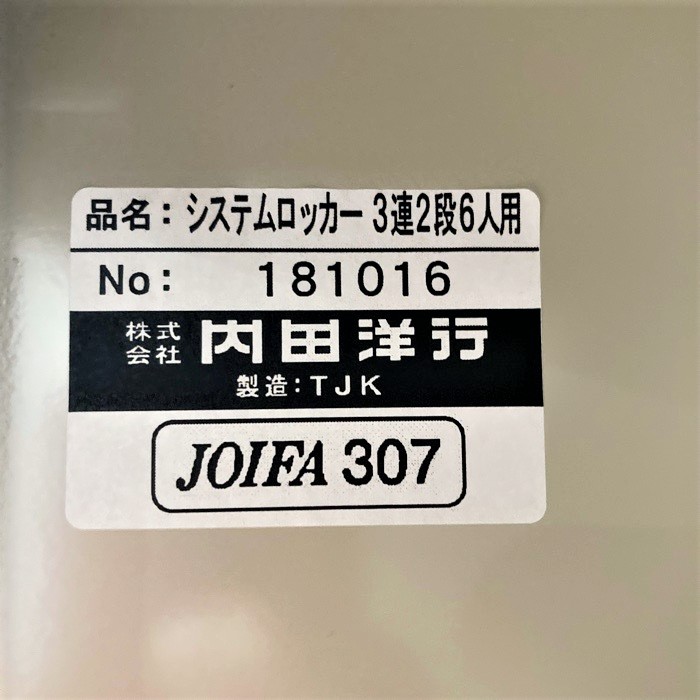 品名：システムロッカー 3連2段6人用
No： 181016
株式会社 内田洋行
製造：TJK
JOIFA 307